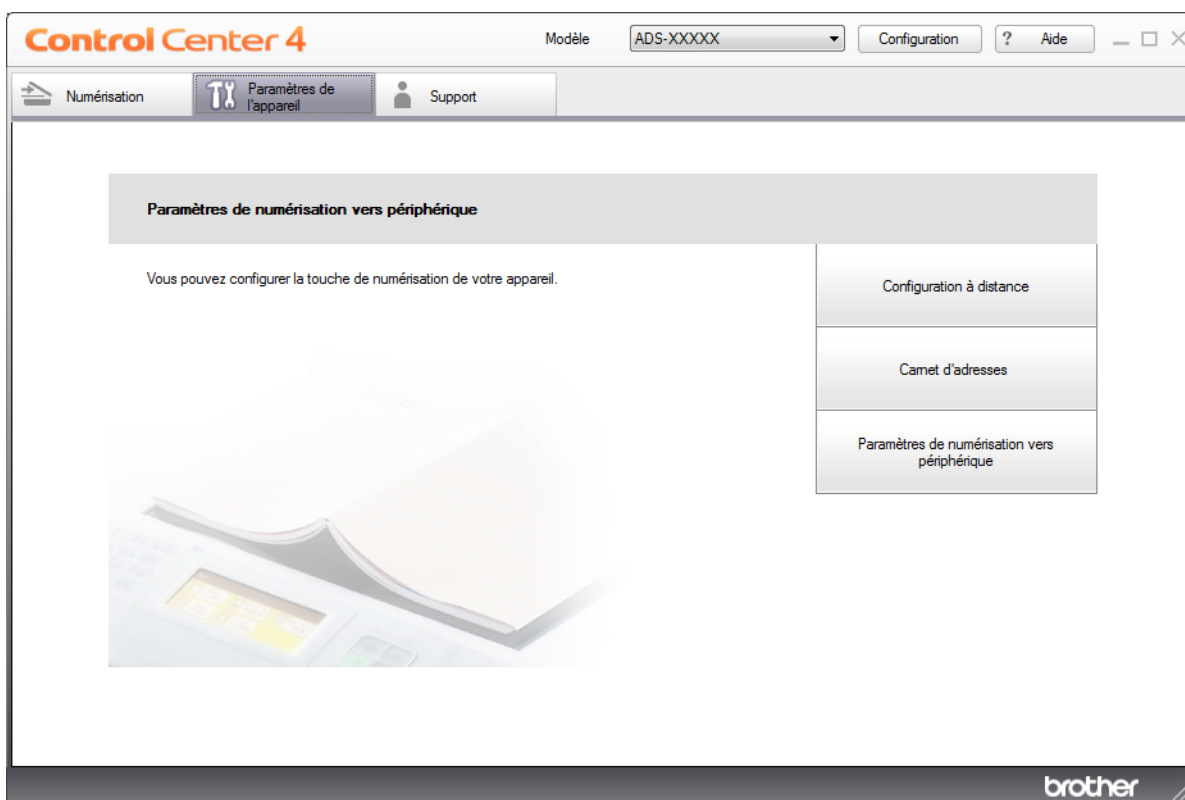 Control Center 4
Modèle
ADS-XXXXX
Configuration
? Aide
Numérisation
Paramètres de
l'appareil
Support
Paramètres de numérisation vers périphérique
Vous pouvez configurer la touche de numérisation de votre appareil.
Configuration à distance
Carnet d'adresses
Paramètres de numérisation vers
périphérique
brother